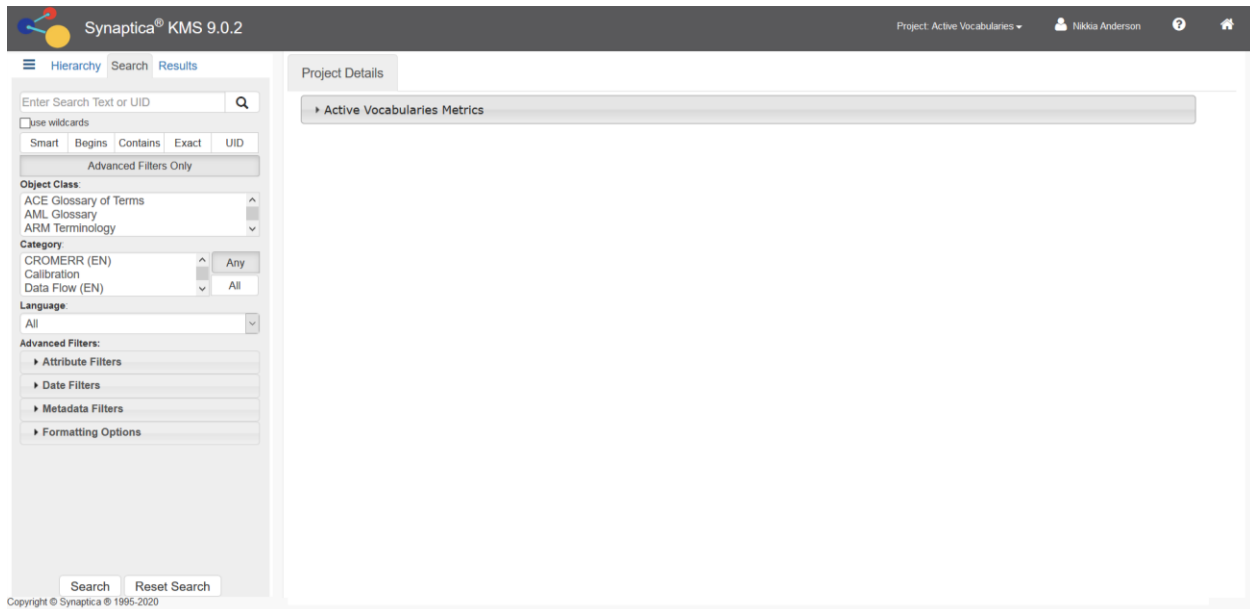 Synaptica® KMS 9.0.2
Project: Active Vocabularies
Nikkia Anderson
?
Hierarchy Search Results
Enter Search Text or UID
use wildcards
Smart Begins Contains Exact UID
Advanced Filters Only
Object Class:
ACE Glossary of Terms
AML Glossary
ARM Terminology
Category:
CROMERR (EN)
Calibration
Data Flow (EN)
Any
All
Language:
All
Advanced Filters:
Attribute Filters
Date Filters
Metadata Filters
Formatting Options
Search Reset Search
Copyright © Synaptica ® 1995-2020
Project Details
Active Vocabularies Metrics